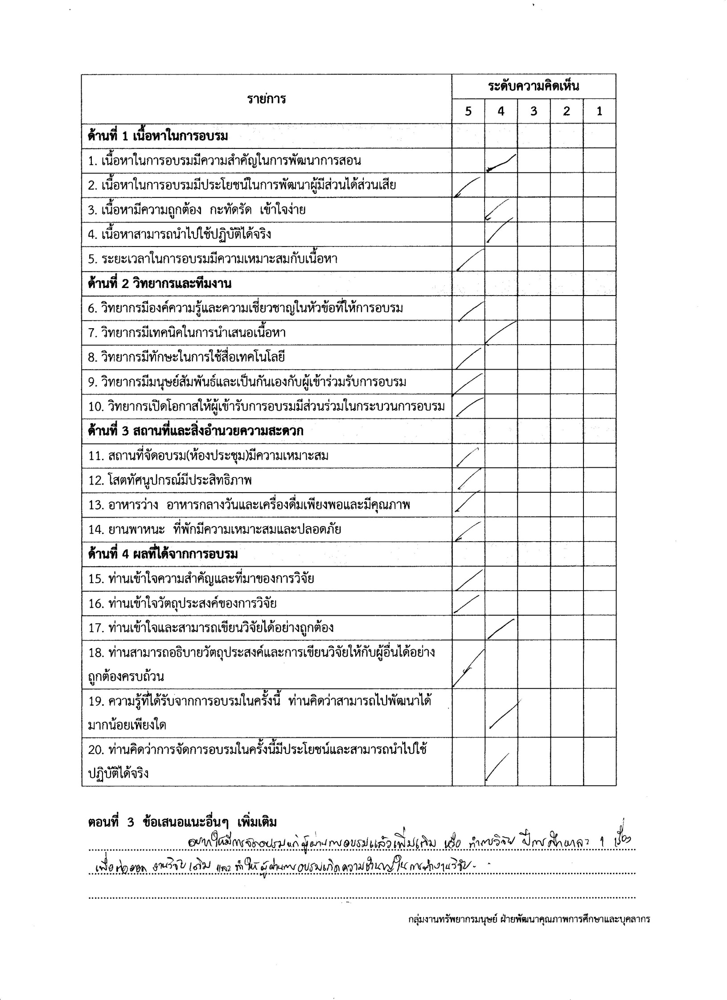 รายการ
ระดับความคิดเห็น
5 4 3 2 1
ด้านที่ 1 เนื้อหาในการอบรม
1. เนื้อหาในการอบรมมีความสำคัญในการพัฒนาการสอน
2. เนื้อหาในการอบรมมีประโยชน์ในการพัฒนาผู้มีส่วนได้ส่วนเสีย
3. เนื้อหามีความถูกต้อง กะทัดรัด เข้าใจง่าย
4. เนื้อหาสามารถนำไปใช้ปฏิบัติได้จริง
5. ระยะเวลาในการอบรมมีความเหมาะสมกับเนื้อหา
ด้านที่ 2 วิทยากรและทีมงาน
6. วิทยากรมีองค์ความรู้และความเชี่ยวชาญในหัวข้อที่ให้การอบรม
7. วิทยากรมีเทคนิคในการนำเสนอเนื้อหา
8. วิทยากรมีทักษะในการใช้สื่อเทคโนโลยี
9. วิทยากรมีมนุษย์สัมพันธ์และเป็นกันเองกับผู้เข้าร่วมรับการอบรม
10. วิทยากรเปิดโอกาสให้ผู้เข้ารับการอบรมมีส่วนร่วมในกระบวนการอบรม
ด้านที่ 3 สถานที่และสิ่งอำนวยความสะดวก
11. สถานที่จัดอบรม(ห้องประชุม)มีความเหมาะสม
12. โสตทัศนูปกรณ์มีประสิทธิภาพ
13. อาหารว่าง อาหารกลางวันและเครื่องดื่มเพียงพอและมีคุณภาพ
14. ยานพาหนะ ที่พักมีความเหมาะสมและปลอดภัย
ด้านที่ 4 ผลที่ได้จากการอบรม
15. ท่านเข้าใจความสำคัญและที่มาของการวิจัย
16. ท่านเข้าใจวัตถุประสงค์ของการวิจัย
17. ท่านเข้าใจและสามารถเขียนวิจัยได้อย่างถูกต้อง
18. ท่านสามารถอธิบายวัตถุประสงค์และการเขียนวิจัยให้กับผู้อื่นได้อย่าง
ถูกต้องครบถ้วน
19. ความรู้ที่ได้รับจากการอบรมในครั้งนี้ ท่านคิดว่าสามารถไปพัฒนาได้
มากน้อยเพียงใด
20. ท่านคิดว่าการจัดการอบรมในครั้งนี้มีประโยชน์และสามารถนำไปใช้
ปฏิบัติได้จริง
ตอนที่ 3 ข้อเสนอแนะอื่นๆ เพิ่มเติม
อยากให้มีการจัดอบรมแก่ผู้ผ่านการอบรมแล้วเพิ่มเติม หรือ ทำการวิจัย ปีการศึกษาละ 1 เรื่อง
เพื่อต่อยอด งานวิจัยเดิม และ ทำให้ผู้ผ่านการอบรมเกิดความชำนาญในการทำงานวิจัย
กลุ่มงานทรัพยากรมนุษย์ ฝ่ายพัฒนาคุณภาพการศึกษาและบุคลากร